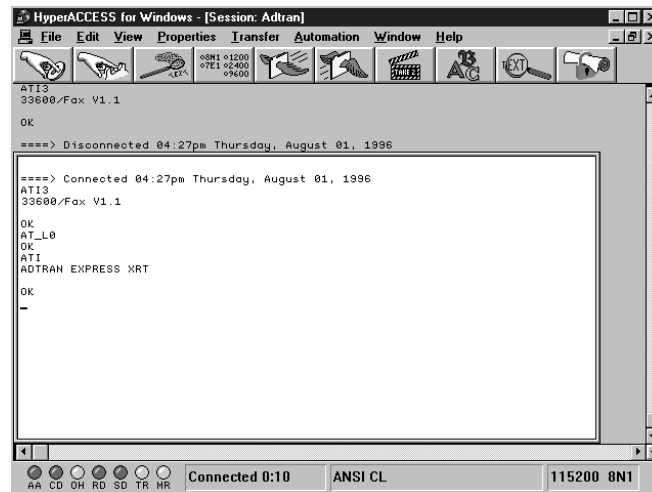 HyperACCESS for Windows - [Session: Adtran]
File Edit View Properties Transfer Automation Window Help
8N1 1200
7E1 2400
9600
ATI3
33600/Fax V1.1
OK
====> Disconnected 04:27pm Thursday, August 01, 1996
====> Connected 04:27pm Thursday, August 01, 1996
ATI3
33600/Fax V1.1
OK
AT_L0
OK
ATI
ADTRAN EXPRESS XRT
OK
AA CD OH RD SD TR MR Connected 0:10 ANSI CL 115200 8N1